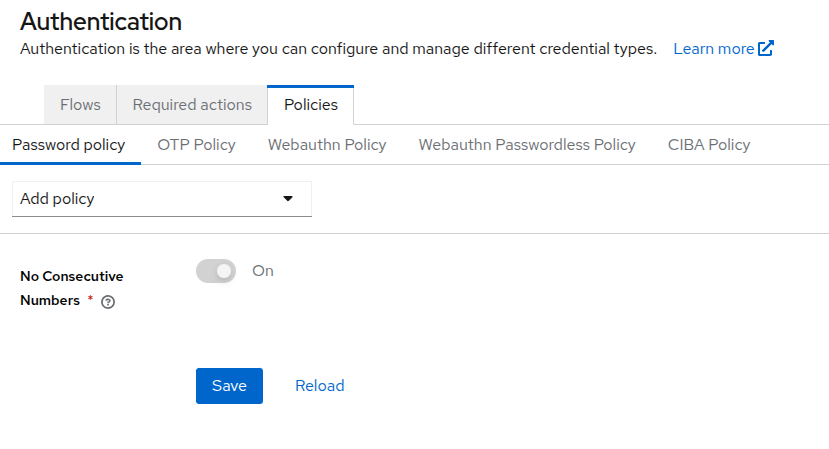 Authentication
Authentication is the area where you can configure and manage different credential types. Learn more
Flows Required actions Policies
Password policy OTP Policy Webauthn Policy Webauthn Passwordless Policy CIBA Policy
Add policy
No Consecutive On
Numbers * ?
Save Reload